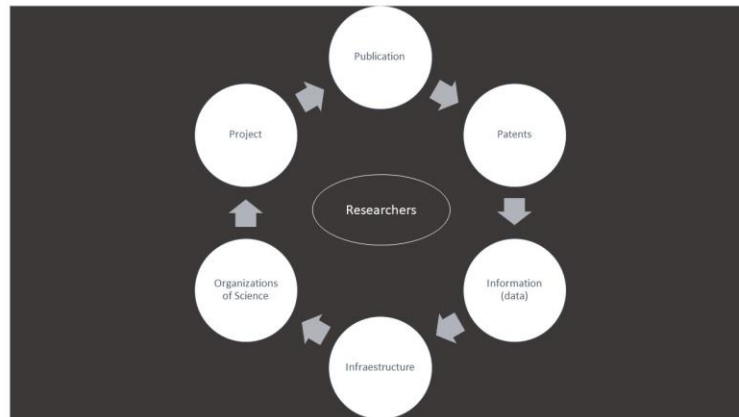 Publication
Patents
Information
(data)
Infraestructure
Organizations
of Science
Project
Researchers